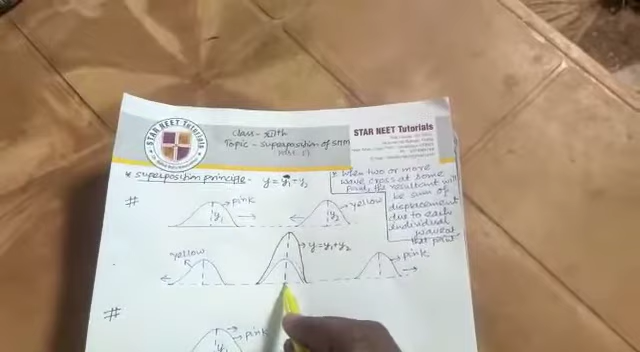 STAR NEET Tutorials
Class - XIIth
Topic - superposition of SHM
STAR NEET Tutorials
* superposition principle - y = y₁ + y₂
* when two or more
wave cross at some
point, the resultant will
be sum of
displacement
due to each
individual
wave at
that point
#
pink
y₁
yellow
y₂
yellow
y = y₁ + y₂
pink
#
pink
y₁